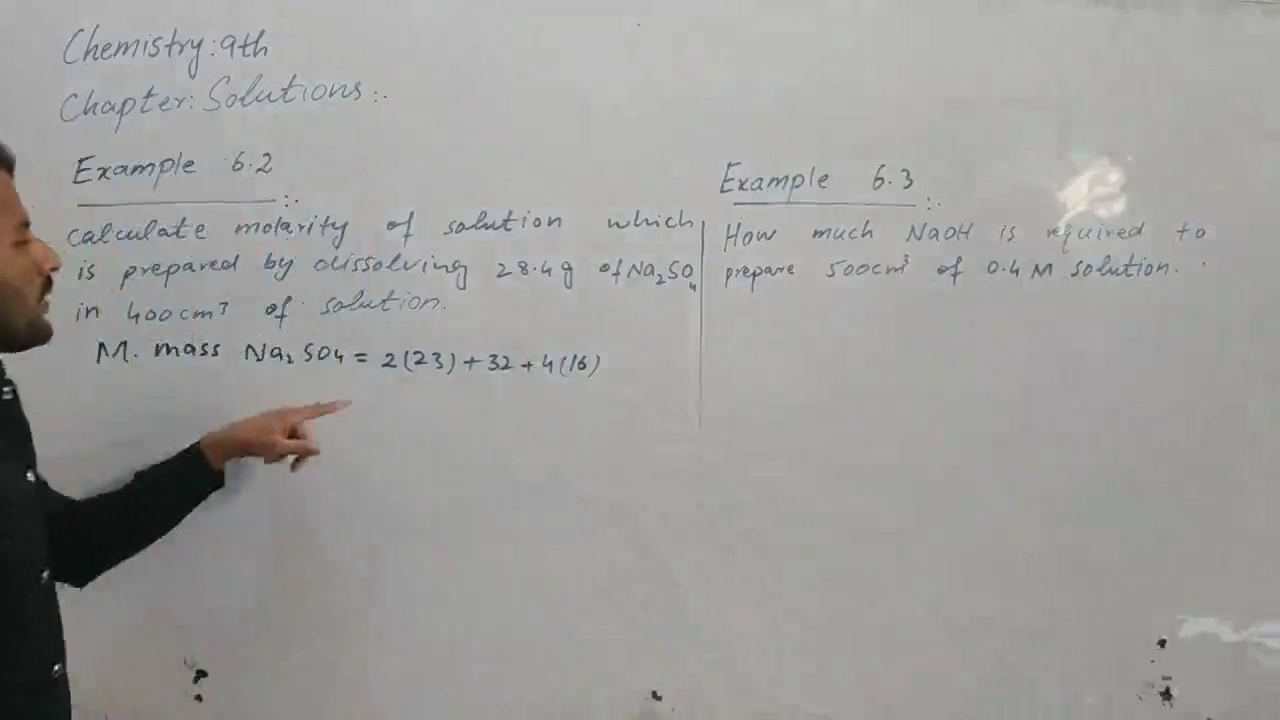 Chemistry: 9th
Chapter: Solutions:.
Example 6.2
:.
calculate molarity of solution which
is prepared by dissolving 28.4g of Na₂SO₄
in 400cm³ of solution.
M. mass Na₂SO₄ = 2(23) + 32 + 4(16)
Example 6.3
:.
How much NaOH is required to
prepare 500cm³ of 0.4 M solution.